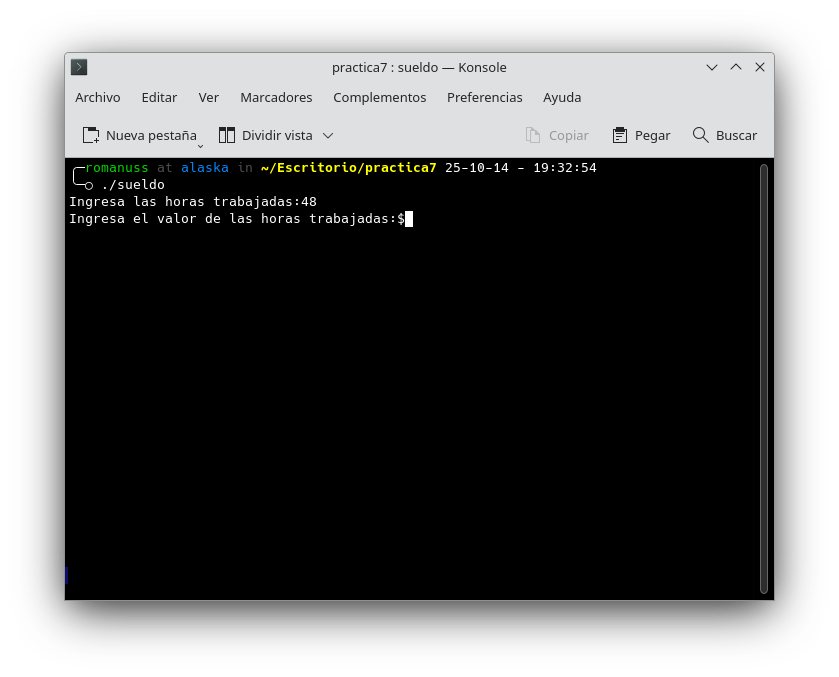 practica7 : sueldo — Konsole
Archivo Editar Ver Marcadores Complementos Preferencias Ayuda
Nueva pestaña Dividir vista Copiar Pegar Buscar
romanuss at alaska in ~/Escritorio/practica7 25-10-14 - 19:32:54
./sueldo
Ingresa las horas trabajadas:48
Ingresa el valor de las horas trabajadas:$